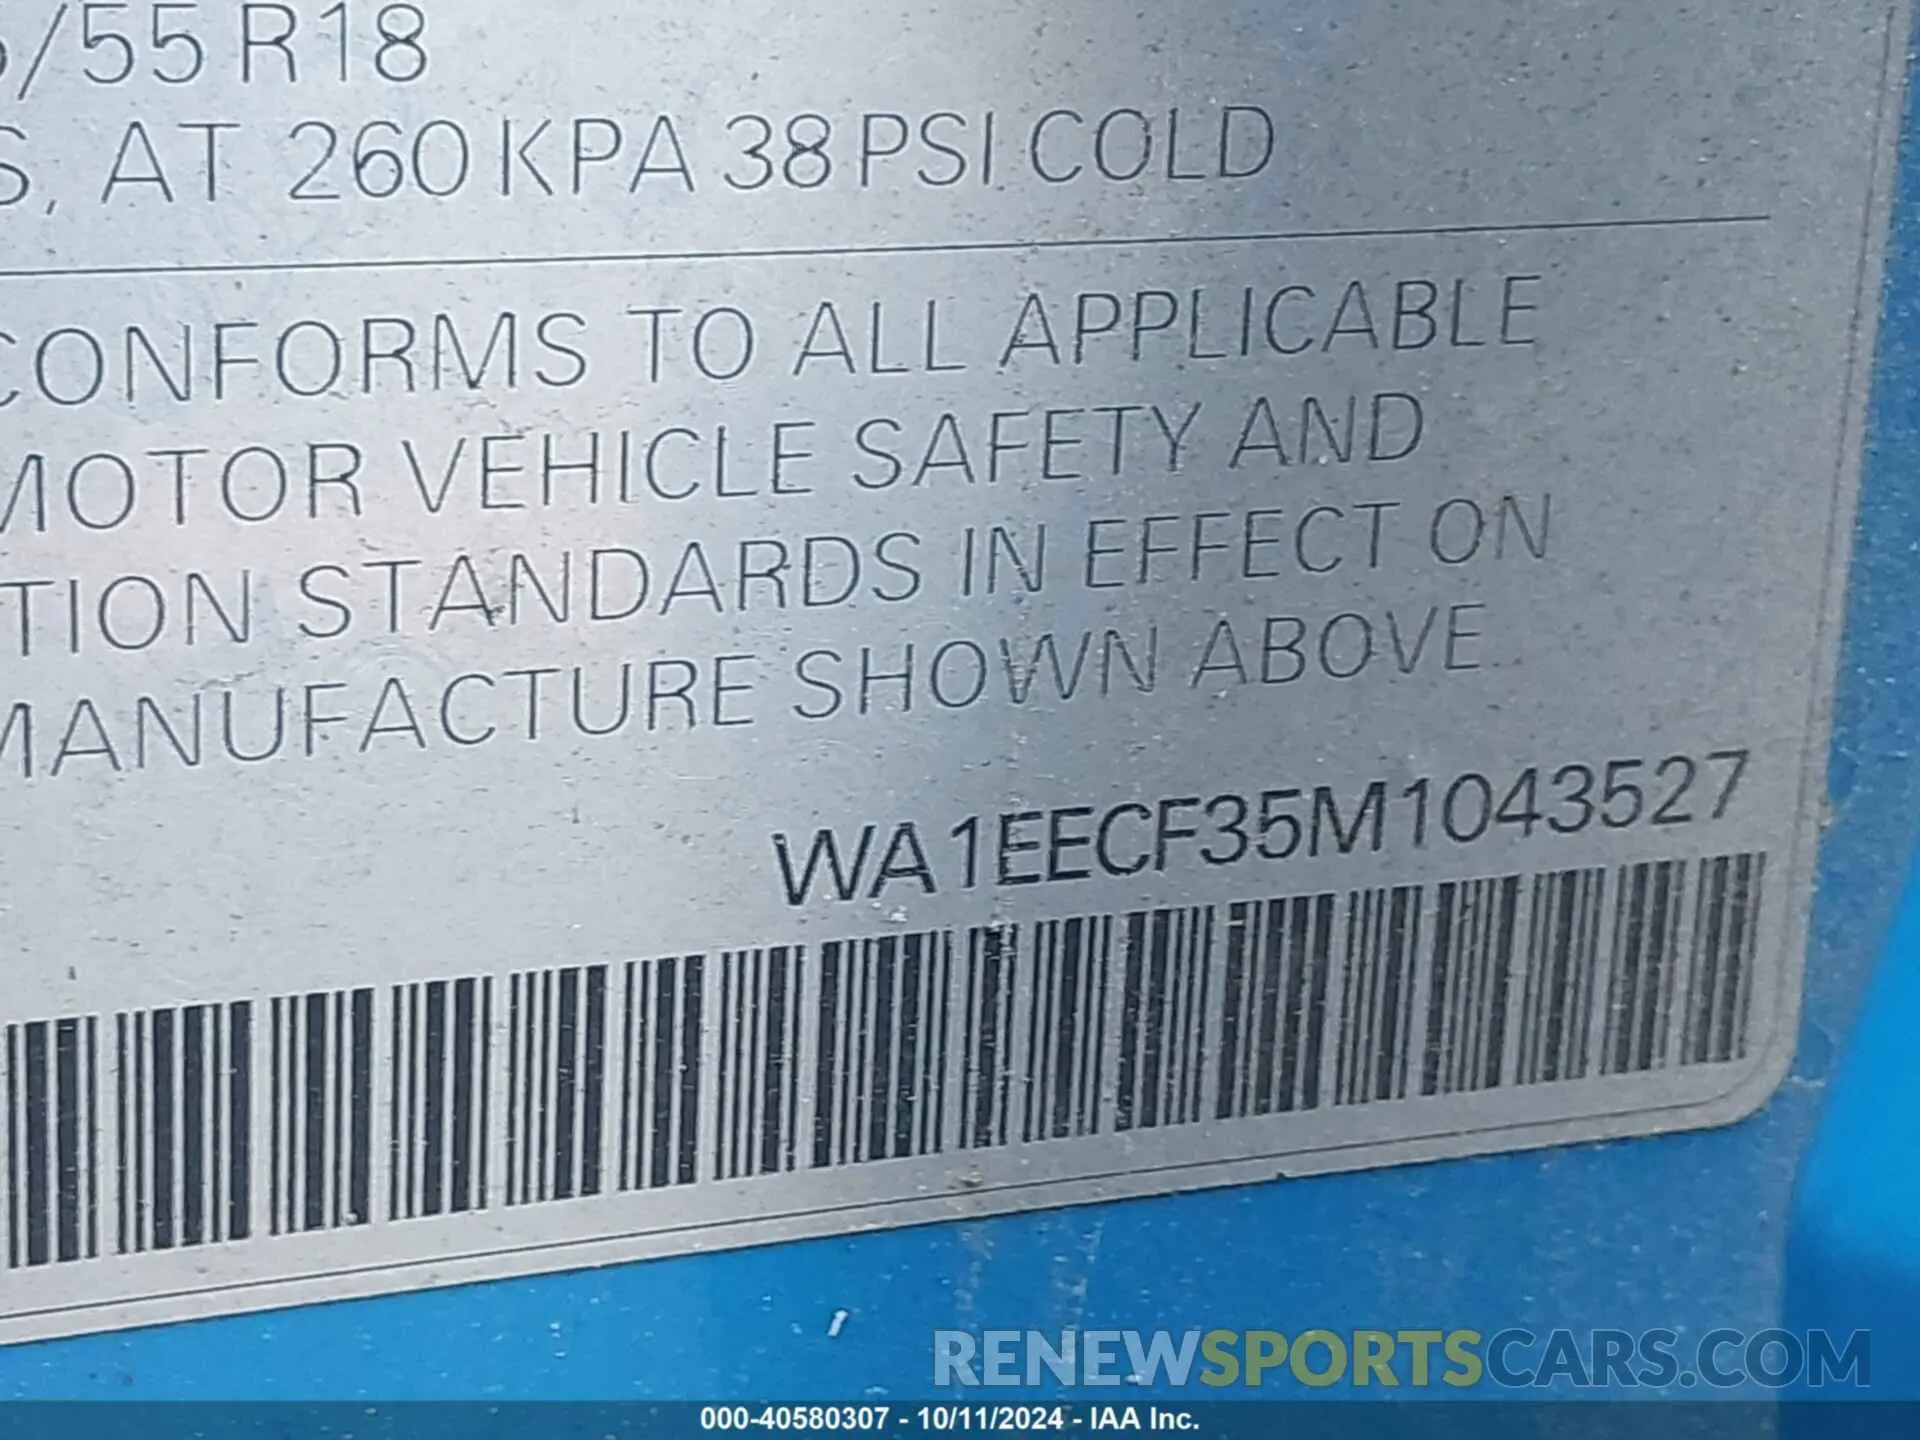 /55 R18
S, AT 260 KPA 38 PSI COLD
CONFORMS TO ALL APPLICABLE
MOTOR VEHICLE SAFETY AND
TION STANDARDS IN EFFECT ON
MANUFACTURE SHOWN ABOVE
WA1EECF35M1043527
RENEWSPORTSCARS.COM
000-40580307 - 10/11/2024 - IAA Inc.